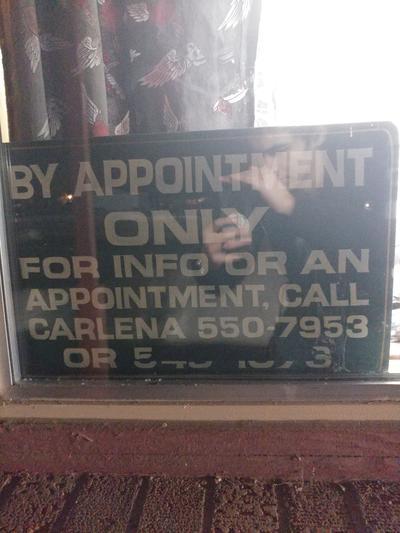 BY APPOINTMENT
ONLY
FOR INFO OR AN
APPOINTMENT, CALL
CARLENA 550-7953
OR